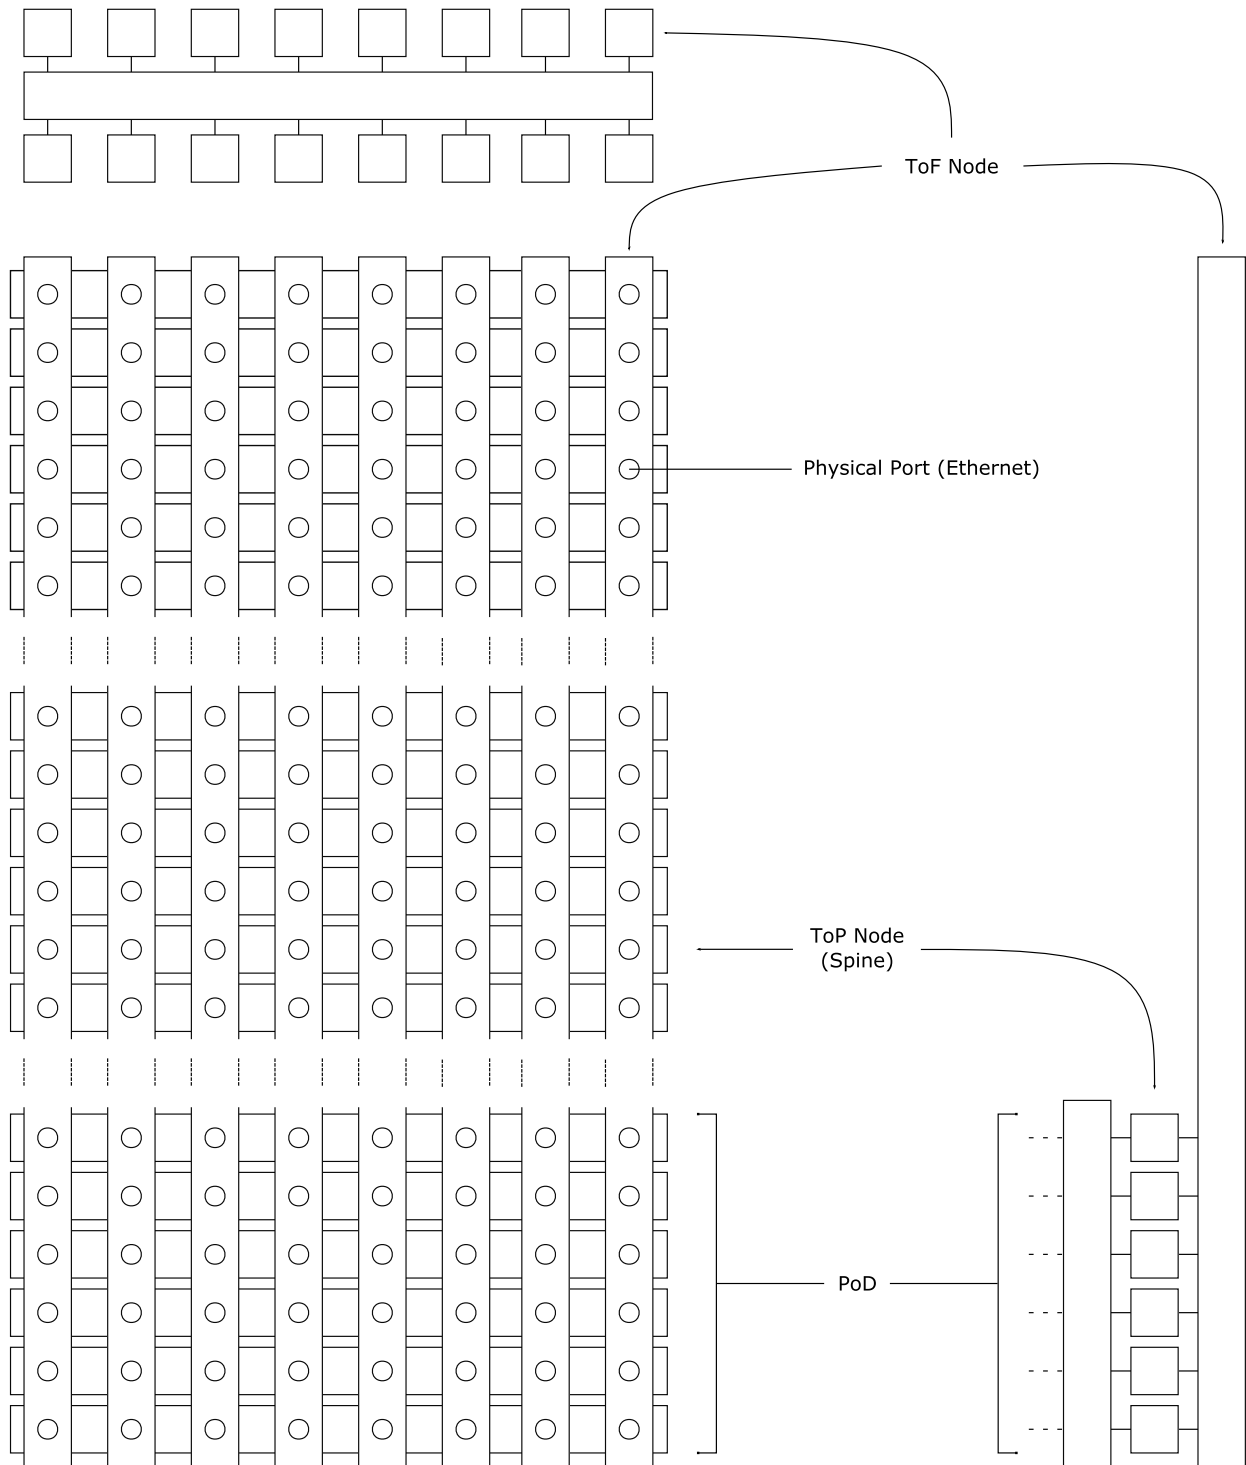 ToF Node
Physical Port (Ethernet)
ToP Node
(Spine)
PoD